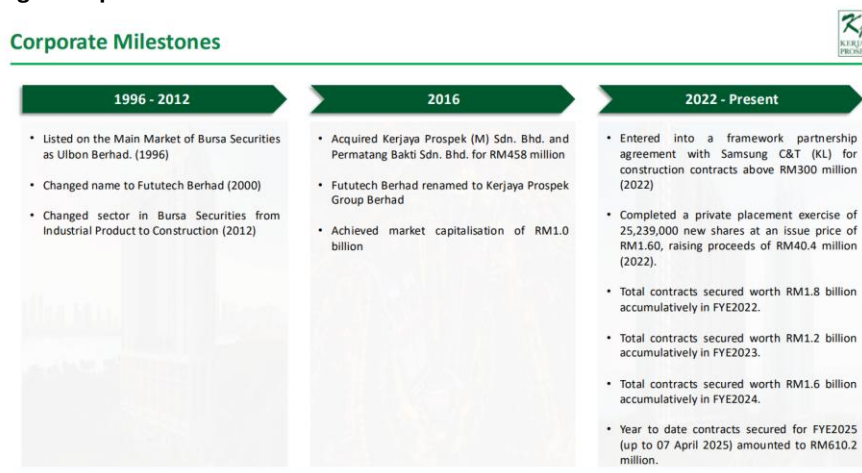 Corporate Milestones
1996 - 2012
• Listed on the Main Market of Bursa Securities
as Ulbon Berhad. (1996)
• Changed name to Fututech Berhad (2000)
• Changed sector in Bursa Securities from
Industrial Product to Construction (2012)
2016
• Acquired Kerjaya Prospek (M) Sdn. Bhd. and
Permatang Bakti Sdn. Bhd. for RM458 million
• Fututech Berhad renamed to Kerjaya Prospek
Group Berhad
• Achieved market capitalisation of RM1.0
billion
2022 - Present
• Entered into a framework partnership
agreement with Samsung C&T (KL) for
construction contracts above RM300 million
(2022)
• Completed a private placement exercise of
25,239,000 new shares at an issue price of
RM1.60, raising proceeds of RM40.4 million
(2022).
• Total contracts secured worth RM1.8 billion
accumulatively in FYE2022.
• Total contracts secured worth RM1.2 billion
accumulatively in FYE2023.
• Total contracts secured worth RM1.6 billion
accumulatively in FYE2024.
• Year to date contracts secured for FYE2025
(up to 07 April 2025) amounted to RM610.2
million.